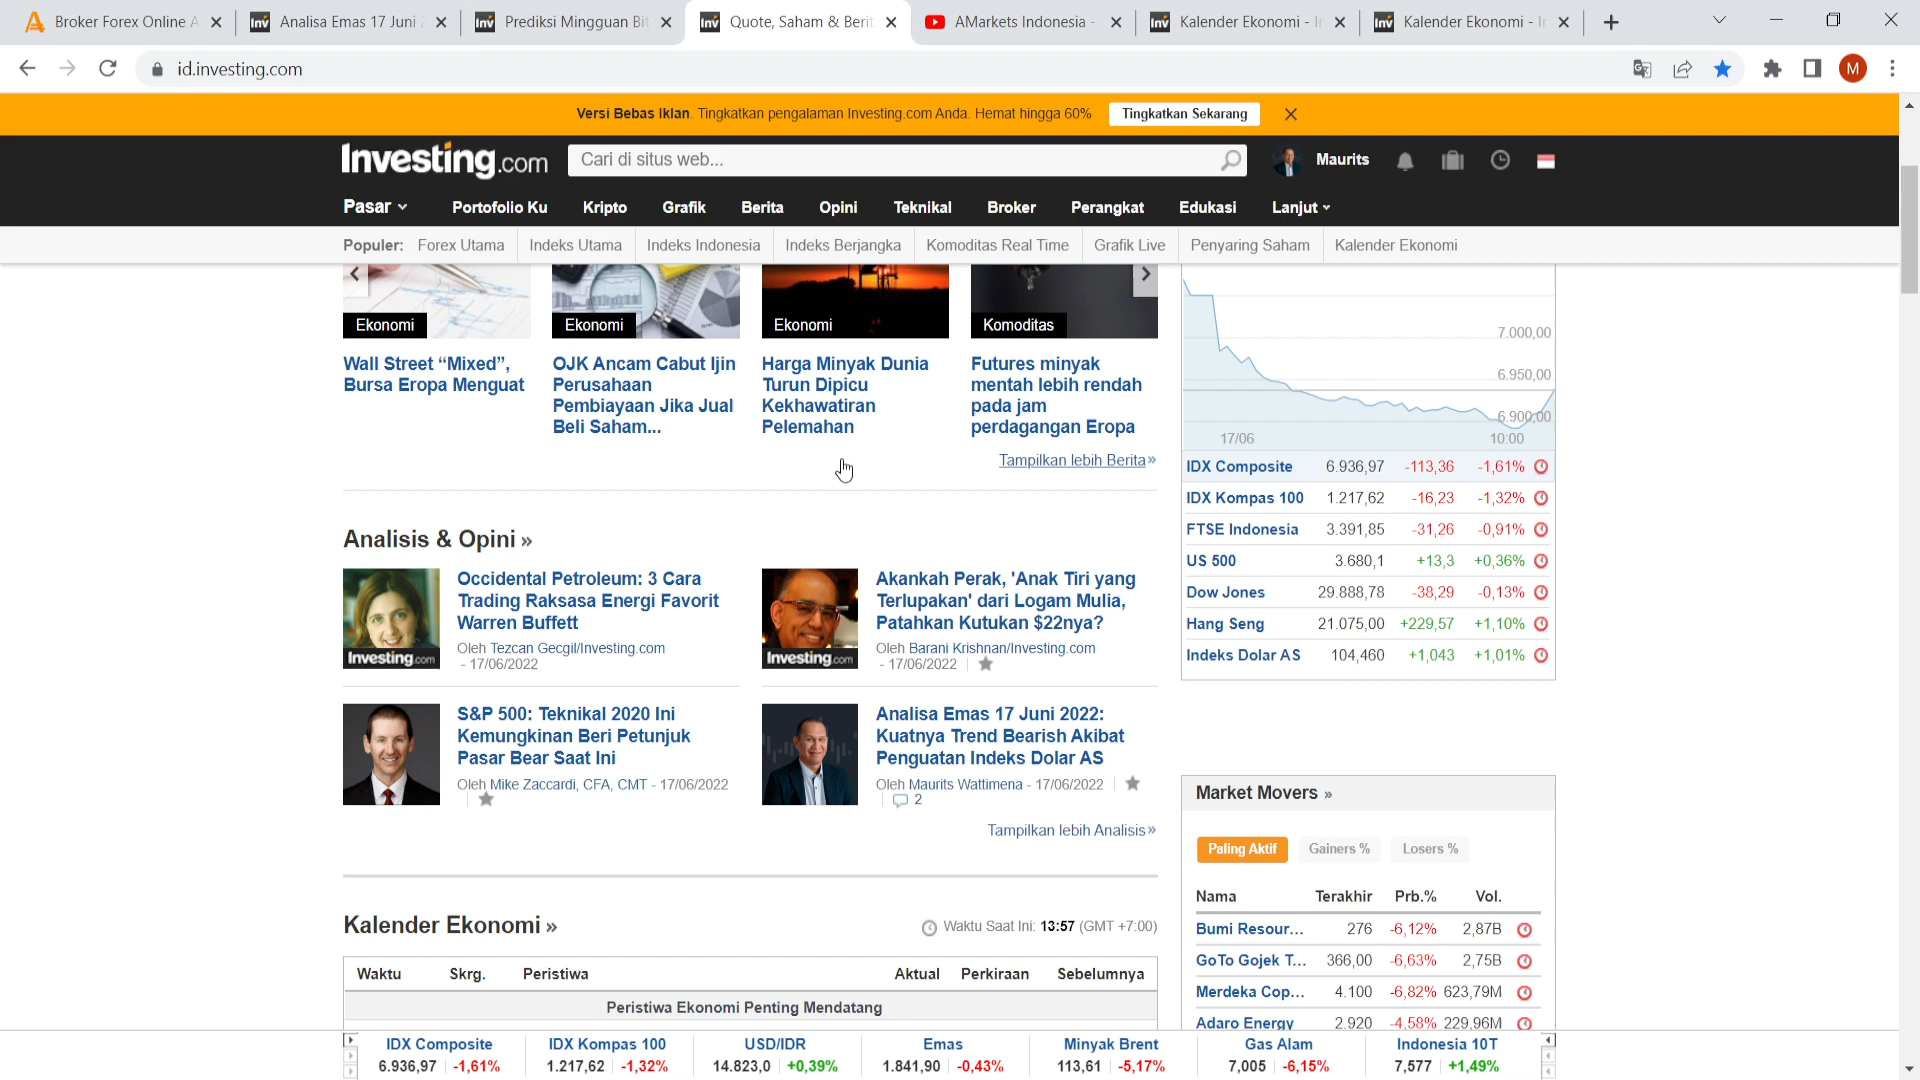 Broker Forex Online A
Analisa Emas 17 Juni 2
Prediksi Mingguan Bit
Quote, Saham & Berit
AMarkets Indonesia -
Kalender Ekonomi - In
Kalender Ekonomi - In
id.investing.com
M
Versi Bebas Iklan. Tingkatkan pengalaman Investing.com Anda. Hemat hingga 60%
Tingkatkan Sekarang
Investing.com
Cari di situs web...
Maurits
Pasar
Portofolio Ku
Kripto
Grafik
Berita
Opini
Teknikal
Broker
Perangkat
Edukasi
Lanjut
Populer:
Forex Utama
Indeks Utama
Indeks Indonesia
Indeks Berjangka
Komoditas Real Time
Grafik Live
Penyaring Saham
Kalender Ekonomi
Ekonomi
Wall Street “Mixed”,
Bursa Eropa Menguat
Ekonomi
OJK Ancam Cabut Ijin
Perusahaan
Pembiayaan Jika Jual
Beli Saham...
Ekonomi
Harga Minyak Dunia
Turun Dipicu
Kekhawatiran
Pelemahan
Komoditas
Futures minyak
mentah lebih rendah
pada jam
perdagangan Eropa
Tampilkan lebih Berita»
Analisis & Opini »
Investing.com
Occidental Petroleum: 3 Cara
Trading Raksasa Energi Favorit
Warren Buffett
Oleh Tezcan Gecgil/Investing.com
- 17/06/2022
Investing.com
Akankah Perak, 'Anak Tiri yang
Terlupakan' dari Logam Mulia,
Patahkan Kutukan $22nya?
Oleh Barani Krishnan/Investing.com
- 17/06/2022
S&P 500: Teknikal 2020 Ini
Kemungkinan Beri Petunjuk
Pasar Bear Saat Ini
Oleh Mike Zaccardi, CFA, CMT - 17/06/2022
Analisa Emas 17 Juni 2022:
Kuatnya Trend Bearish Akibat
Penguatan Indeks Dolar AS
Oleh Maurits Wattimena - 17/06/2022
2
Tampilkan lebih Analisis»
Kalender Ekonomi »
Waktu Saat Ini: 13:57 (GMT +7:00)
Waktu Skrg. Peristiwa Aktual Perkiraan Sebelumnya
Peristiwa Ekonomi Penting Mendatang
7.000,00
6.950,00
6.900,00
17/06 10:00
IDX Composite 6.936,97 -113,36 -1,61%
IDX Kompas 100 1.217,62 -16,23 -1,32%
FTSE Indonesia 3.391,85 -31,26 -0,91%
US 500 3.680,1 +13,3 +0,36%
Dow Jones 29.888,78 -38,29 -0,13%
Hang Seng 21.075,00 +229,57 +1,10%
Indeks Dolar AS 104,460 +1,043 +1,01%
Market Movers »
Paling Aktif
Gainers %
Losers %
Nama Terakhir Prb.% Vol.
Bumi Resour... 276 -6,12% 2,87B
GoTo Gojek T... 366,00 -6,63% 2,75B
Merdeka Cop... 4.100 -6,82% 623,79M
Adaro Energy 2.920 -4,58% 229,96M
IDX Composite
6.936,97 -1,61%
IDX Kompas 100
1.217,62 -1,32%
USD/IDR
14.823,0 +0,39%
Emas
1.841,90 -0,43%
Minyak Brent
113,61 -5,17%
Gas Alam
7,005 -6,15%
Indonesia 10T
7,577 +1,49%